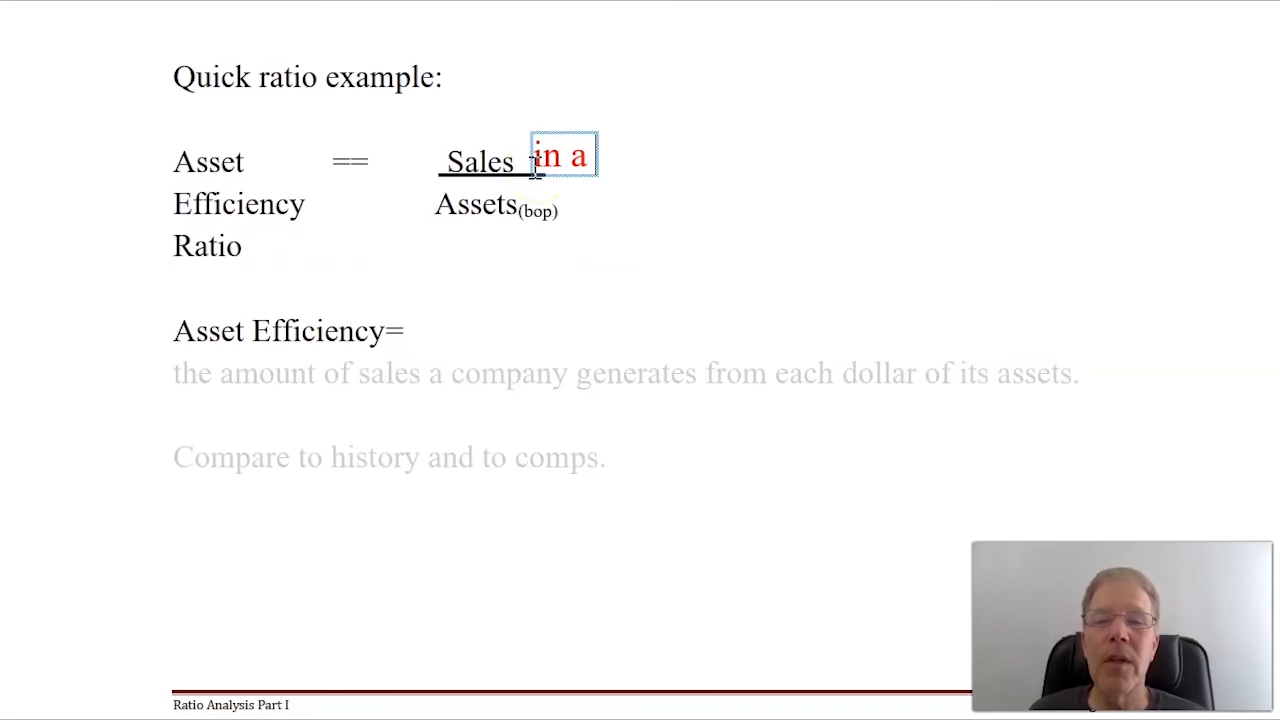 Quick ratio example:
Asset == Sales in a
Efficiency Assets(bop)
Ratio
Asset Efficiency=
the amount of sales a company generates from each dollar of its assets.
Compare to history and to comps.
Ratio Analysis Part I